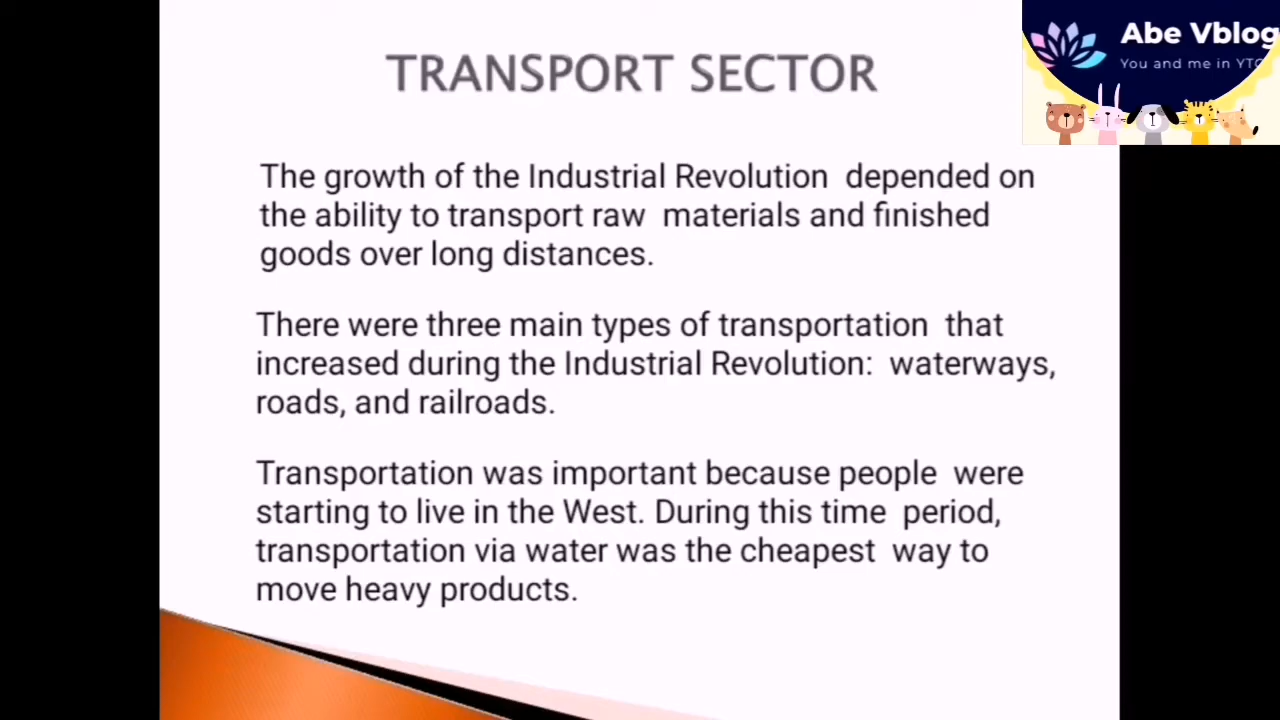 TRANSPORT SECTOR
Abe Vblog
You and me in YTC
The growth of the Industrial Revolution depended on
the ability to transport raw materials and finished
goods over long distances.
There were three main types of transportation that
increased during the Industrial Revolution: waterways,
roads, and railroads.
Transportation was important because people were
starting to live in the West. During this time period,
transportation via water was the cheapest way to
move heavy products.